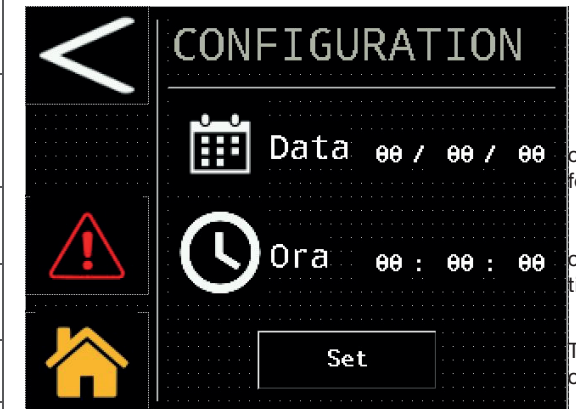 CONFIGURATION
Data 00 / 00 / 00
Ora 00 : 00 : 00
Set